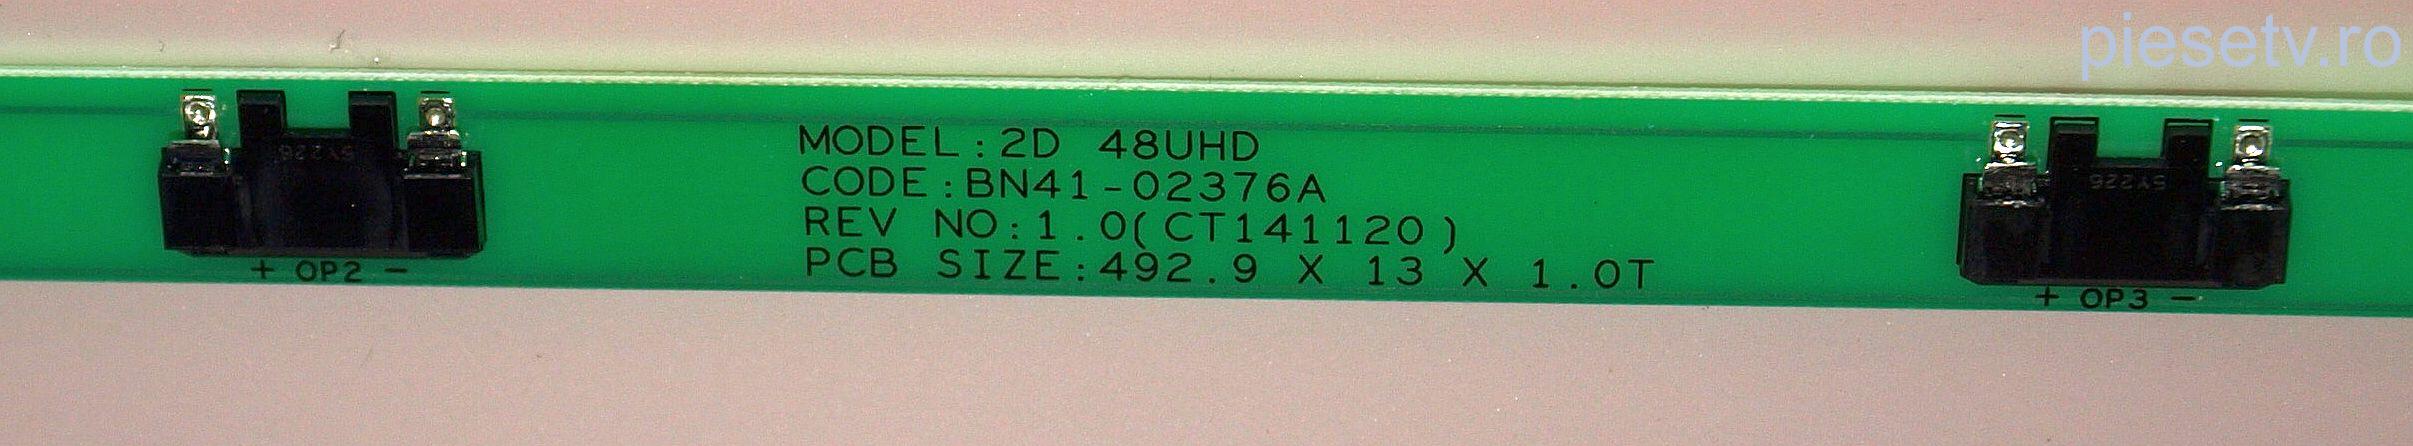 piesetv.ro
5Y226
5Y226
MODEL:2D 48UHD
CODE:BN41-02376A
REV NO:1.0(CT141120)
PCB SIZE:492.9 X 13 X 1.0T
+ OP2 -
+ OP3 -